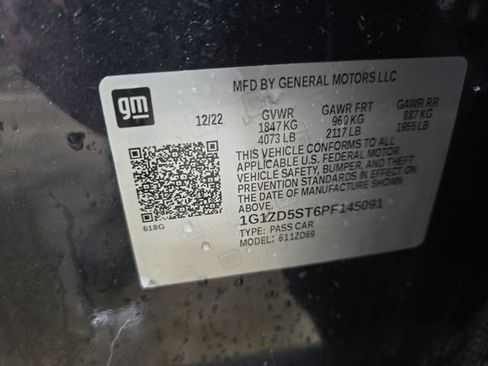 MFD BY GENERAL MOTORS LLC
gm
12/22 GVWR GAWR FRT GAWR RR
1847 KG 960 KG 887 KG
4073 LB 2117 LB 1955 LB
THIS VEHICLE CONFORMS TO ALL
APPLICABLE U.S. FEDERAL MOTOR
VEHICLE SAFETY, BUMPER, AND THEFT
PREVENTION STANDARDS IN EFFECT ON
THE DATE OF MANUFACTURE SHOWN
ABOVE.
618G
1G1ZD5ST6PF145091
TYPE: PASS CAR
MODEL: 611ZD69